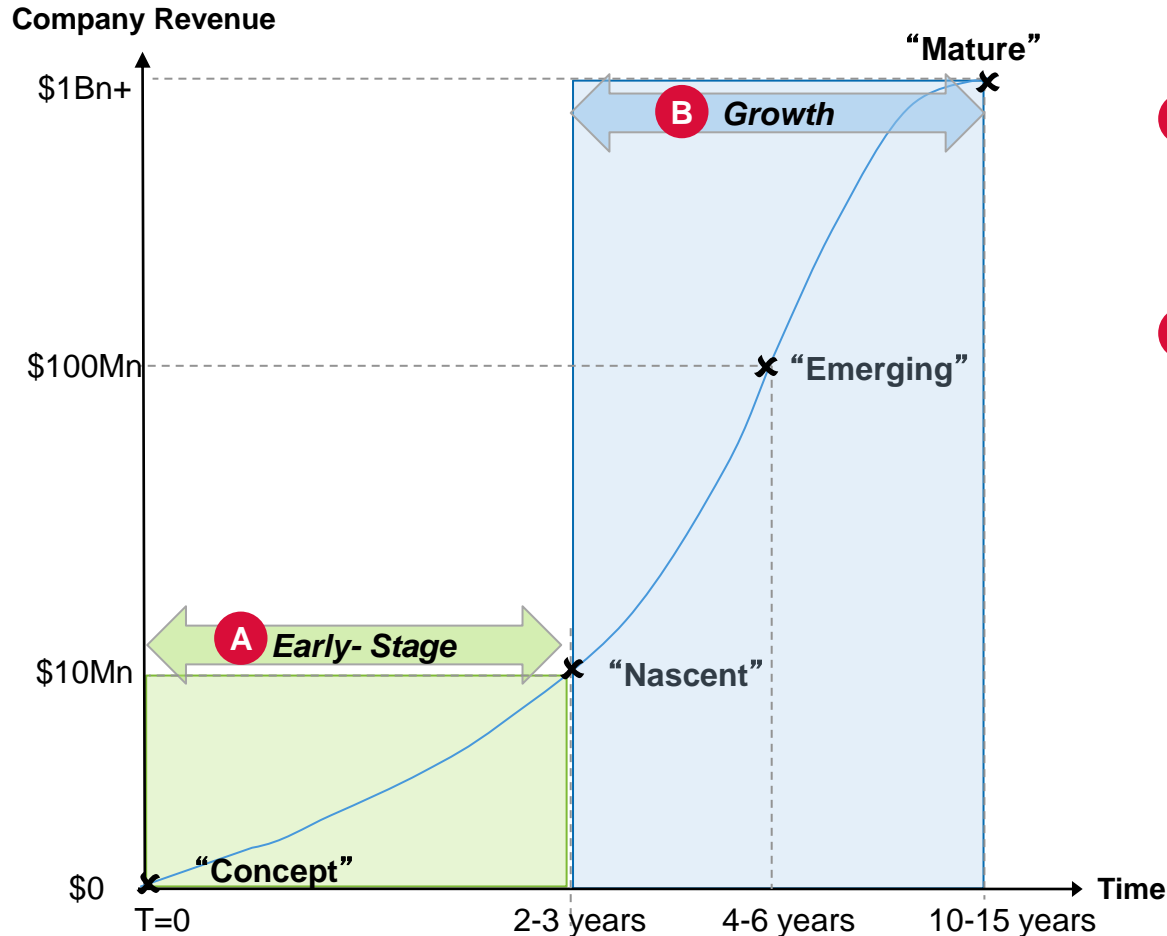 Company Revenue
“Mature”
$1Bn+
B Growth
$100Mn
“Emerging”
A Early- Stage
$10Mn
“Nascent”
“Concept”
$0
Time
T=0 2-3 years 4-6 years 10-15 years